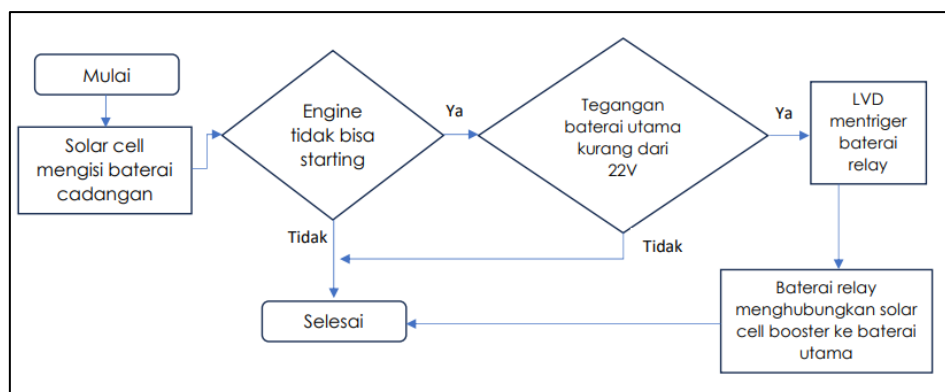 Mulai
Solar cell
mengisi baterai
cadangan
Engine
tidak bisa
starting
Ya
Tegangan
baterai utama
kurang dari
22V
Ya
LVD
mentriger
baterai
relay
Tidak
Tidak
Selesai
Baterai relay
menghubungkan solar
cell booster ke baterai
utama